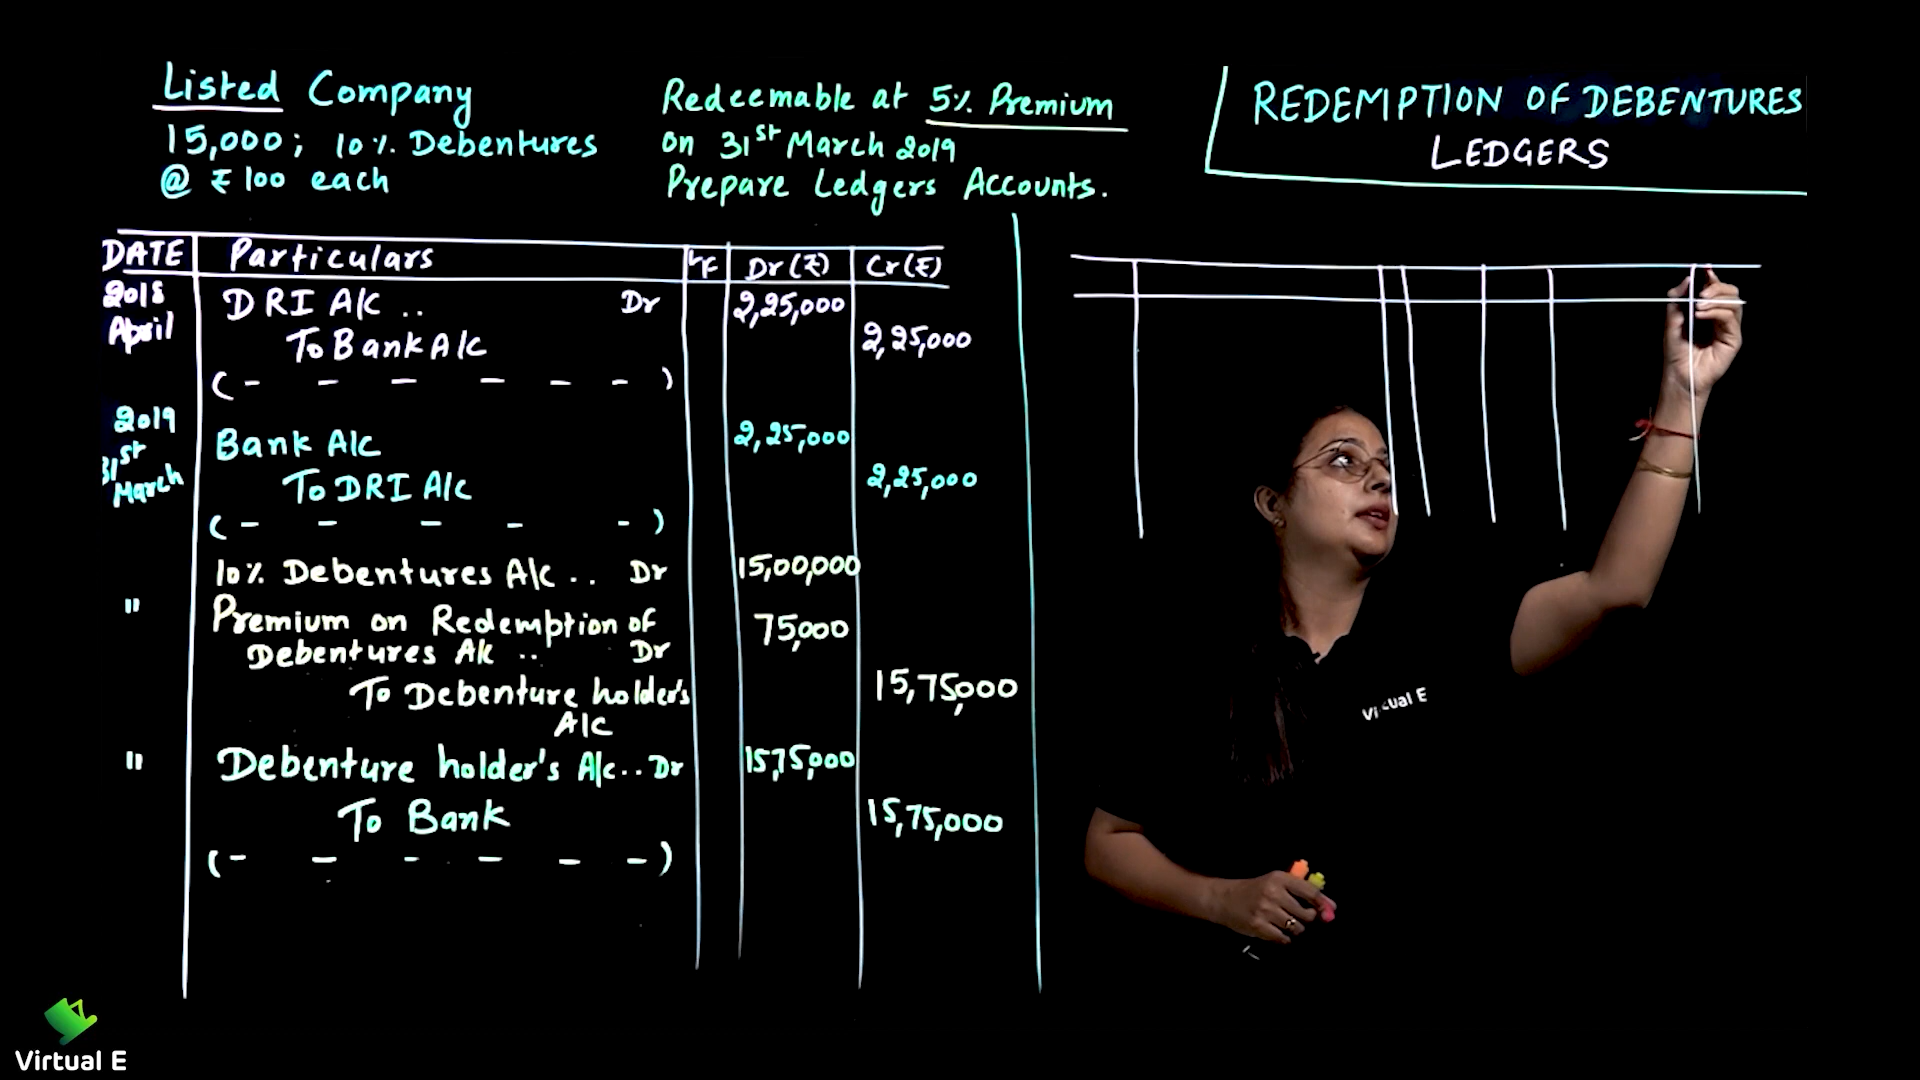 Listed Company
15,000; 10% Debentures
@ ₹100 each
Redeemable at 5% Premium
on 31st March 2019
Prepare Ledgers Accounts.
REDEMPTION OF DEBENTURES
LEDGERS
DATE Particulars LF Dr (₹) Cr (₹)
2018 DRI A/c .. Dr 2,25,000
April To Bank A/c 2,25,000
(- - - - - -)
2019
31st Bank A/c 2,25,000
March To DRI A/c 2,25,000
(- - - - -)
10% Debentures A/c .. Dr 15,00,000
" Premium on Redemption of 75,000
Debentures A/c .. Dr
To Debenture holder's 15,75,000
A/c
" Debenture holder's A/c .. Dr 15,75,000
To Bank 15,75,000
(- - - - - -)
Virtual E
Virtual E